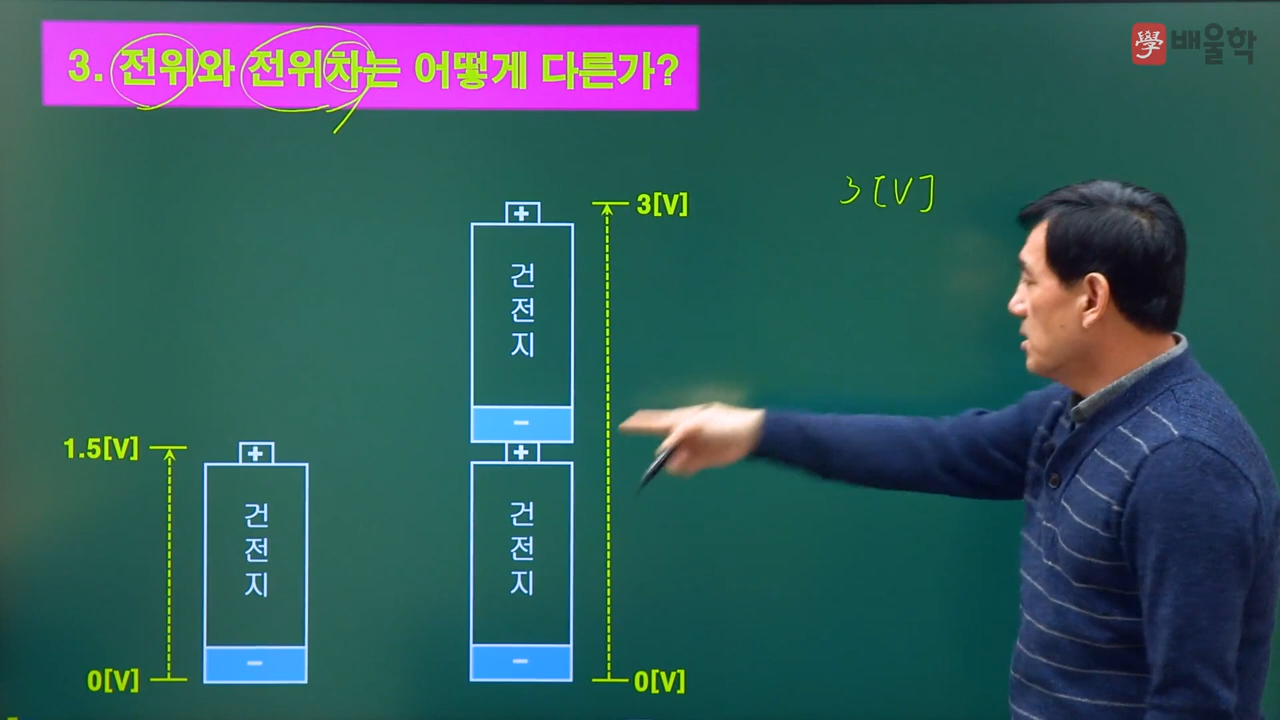 3. 전위와 전위차는 어떻게 다른가?
學 배울학
3[V]
3[V]
+
건
전
지
-
1.5[V]
+
+
건
전
지
건
전
지
-
-
0[V]
0[V]